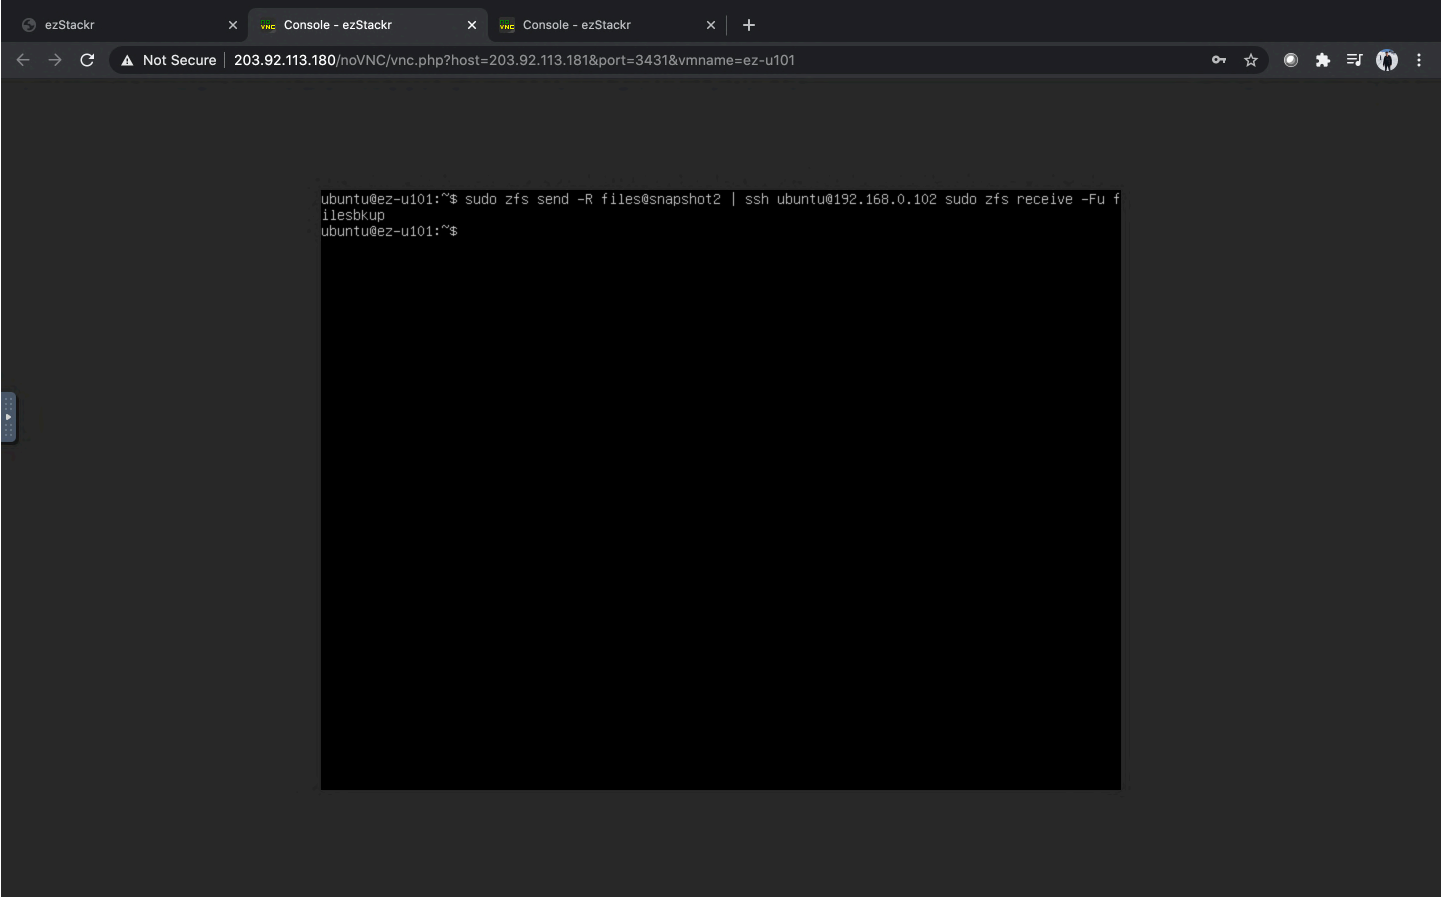 ezStackr
Console - ezStackr
Console - ezStackr
Not Secure
203.92.113.180/noVNC/vnc.php?host=203.92.113.181&port=3431&vmname=ez-u101
ubuntu@ez-u101:~$ sudo zfs send -R files@snapshot2 | ssh ubuntu@192.168.0.102 sudo zfs receive -Fu f
ilesbkup
ubuntu@ez-u101:~$